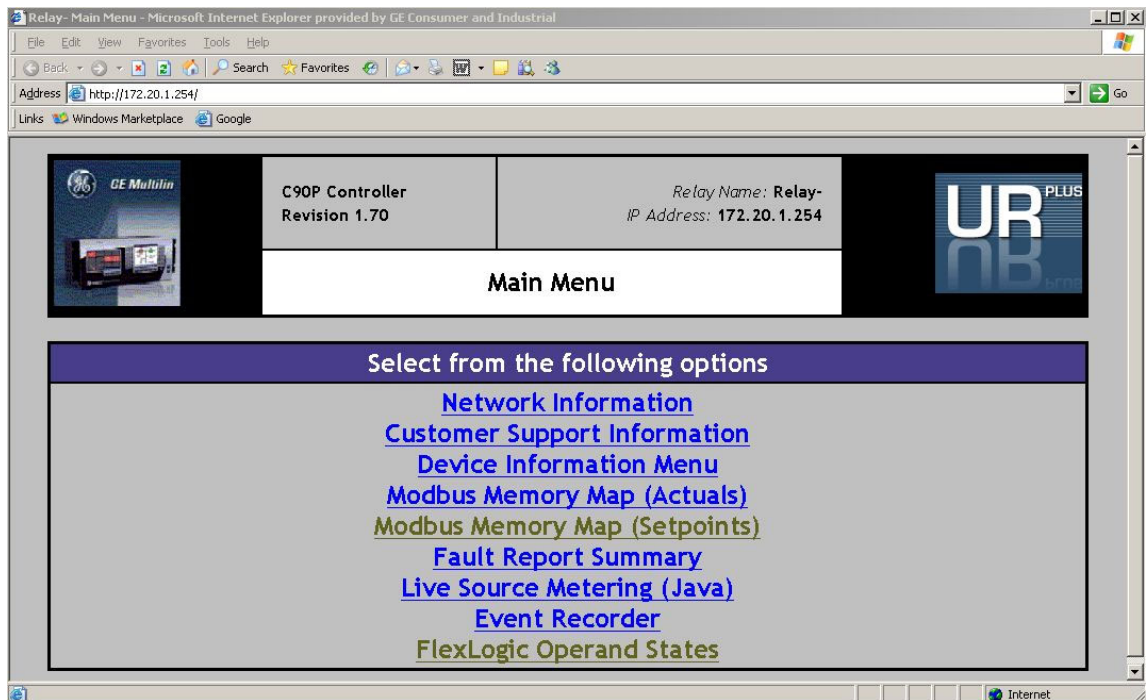 Relay- Main Menu - Microsoft Internet Explorer provided by GE Consumer and Industrial
File Edit View Favorites Tools Help
Back Search Favorites
Address http://172.20.1.254/ Go
Links Windows Marketplace Google
GE Multilin
C90P Controller
Revision 1.70
Relay Name: Relay-
IP Address: 172.20.1.254
UR PLUS
Main Menu
Select from the following options
Network Information
Customer Support Information
Device Information Menu
Modbus Memory Map (Actuals)
Modbus Memory Map (Setpoints)
Fault Report Summary
Live Source Metering (Java)
Event Recorder
FlexLogic Operand States
Internet